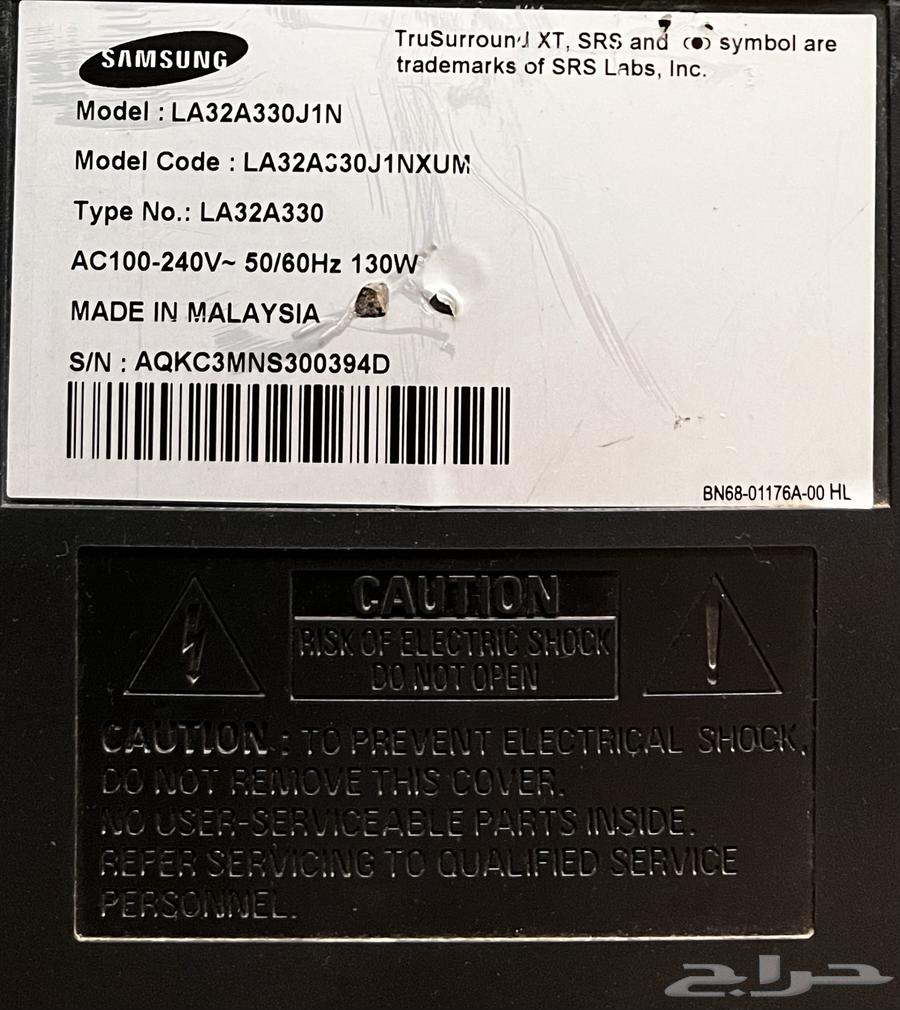 SAMSUNG
TruSurround XT, SRS and (●) symbol are
trademarks of SRS Labs, Inc.
Model : LA32A330J1N
Model Code : LA32A330J1NXUM
Type No.: LA32A330
AC100-240V~ 50/60Hz 130W
MADE IN MALAYSIA
S/N : AQKC3MNS300394D
BN68-01176A-00 HL
CAUTION
RISK OF ELECTRIC SHOCK
DO NOT OPEN
CAUTION : TO PREVENT ELECTRICAL SHOCK,
DO NOT REMOVE THIS COVER.
NO USER-SERVICEABLE PARTS INSIDE.
REFER SERVICING TO QUALIFIED SERVICE
PERSONNEL.
حراج